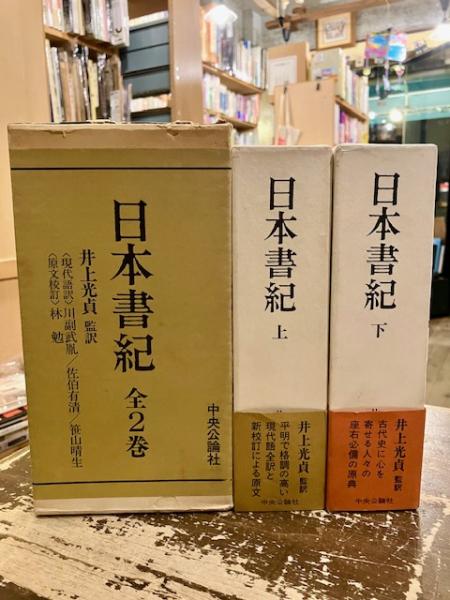 日本書紀 全2巻
井上光貞 監訳
〈現代語訳〉川副武胤/佐伯有清/笹山晴生
〈原文校訂〉林 勉
中央公論社
日本書紀 上
井上光貞 監訳
平明で格調の高い
現代語全訳と
新校訂による原文
中央公論社
日本書紀 下
井上光貞 監訳
古代史に心を
寄せる人々の
座右必備の原典
中央公論社